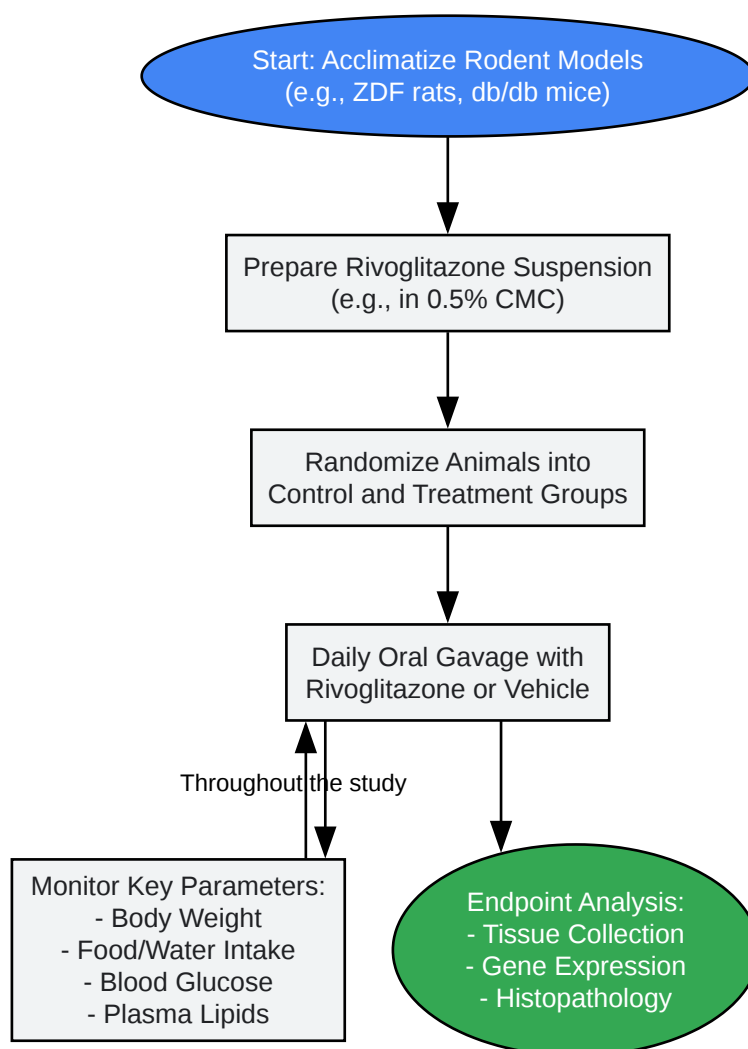 Start: Acclimatize Rodent Models
(e.g., ZDF rats, db/db mice)
Prepare Rivoglitazone Suspension
(e.g., in 0.5% CMC)
Randomize Animals into
Control and Treatment Groups
Daily Oral Gavage with
Rivoglitazone or Vehicle
Throughout the study
Monitor Key Parameters:
- Body Weight
- Food/Water Intake
- Blood Glucose
- Plasma Lipids
Endpoint Analysis:
- Tissue Collection
- Gene Expression
- Histopathology